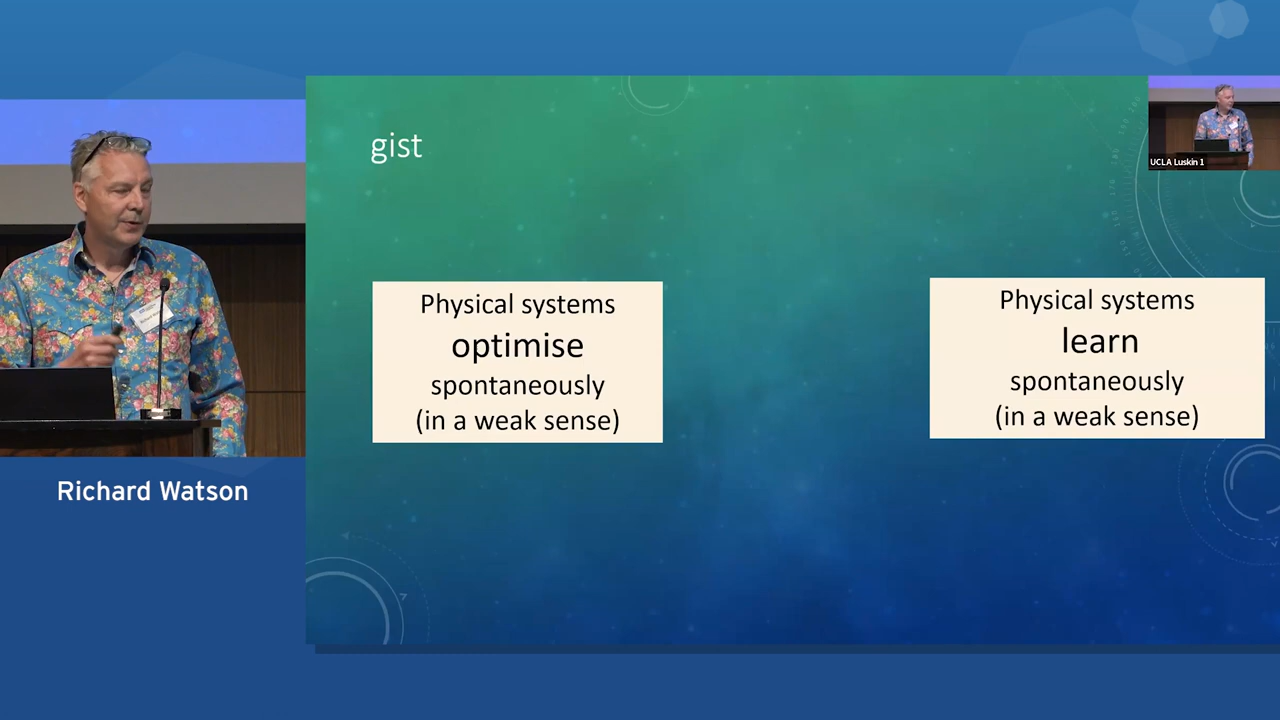 gist
Physical systems
optimise
spontaneously
(in a weak sense)
Physical systems
learn
spontaneously
(in a weak sense)
UCLA Luskin 1
Richard Watson